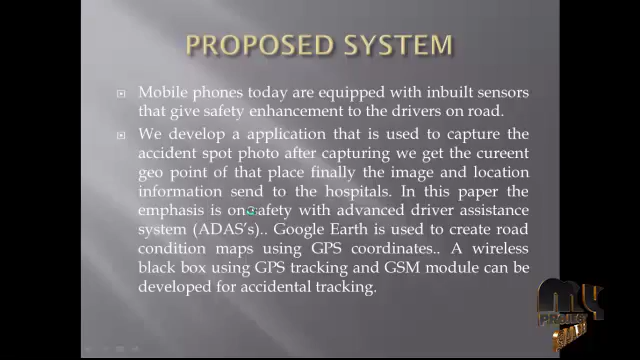 PROPOSED SYSTEM
Mobile phones today are equipped with inbuilt sensors
that give safety enhancement to the drivers on road.
We develop a application that is used to capture the
accident spot photo after capturing we get the cureent
geo point of that place finally the image and location
information send to the hospitals. In this paper the
emphasis is on safety with advanced driver assistance
system (ADAS's).. Google Earth is used to create road
condition maps using GPS coordinates.. A wireless
black box using GPS tracking and GSM module can be
developed for accidental tracking.
MY